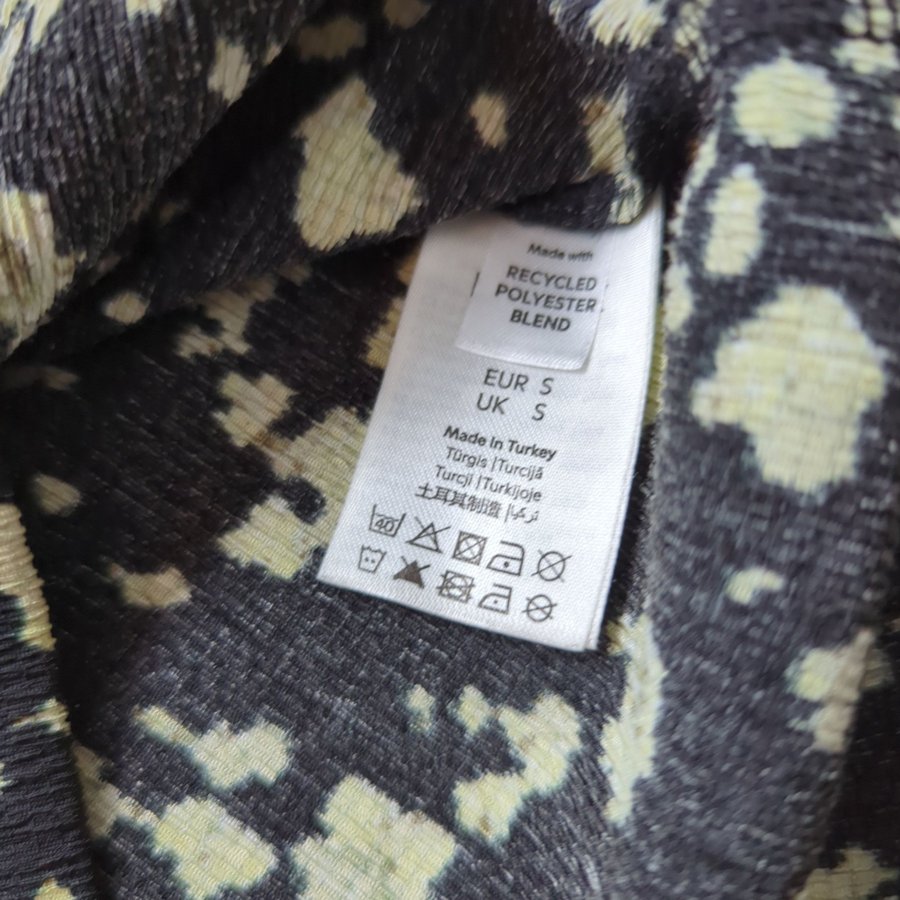 Made with
RECYCLED
POLYESTER
BLEND
EUR S
UK S
Made in Turkey
Türgis | Turcijā
Turcji | Turkijoje
土耳其制造 | تركيا
40